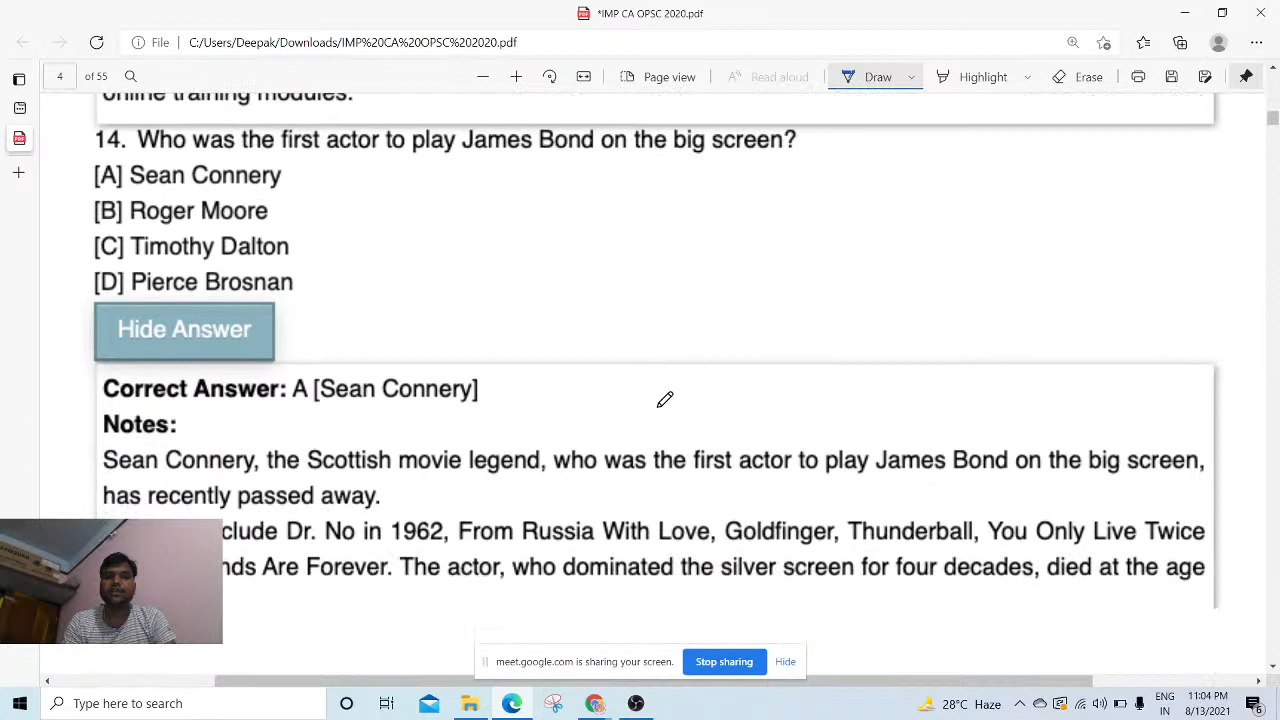 *IMP CA OPSC 2020.pdf
File C:/Users/Deepak/Downloads/IMP%20CA%20OPSC%202020.pdf
4 of 55 Page view Read aloud Draw Highlight Erase
online training modules.
14. Who was the first actor to play James Bond on the big screen?
[A] Sean Connery
[B] Roger Moore
[C] Timothy Dalton
[D] Pierce Brosnan
Hide Answer
Correct Answer: A [Sean Connery]
Notes:
Sean Connery, the Scottish movie legend, who was the first actor to play James Bond on the big screen,
has recently passed away.
clude Dr. No in 1962, From Russia With Love, Goldfinger, Thunderball, You Only Live Twice
nds Are Forever. The actor, who dominated the silver screen for four decades, died at the age
meet.google.com is sharing your screen. Stop sharing Hide
Type here to search
28°C Haze
ENG 11:04 PM
IN 8/13/2021 6